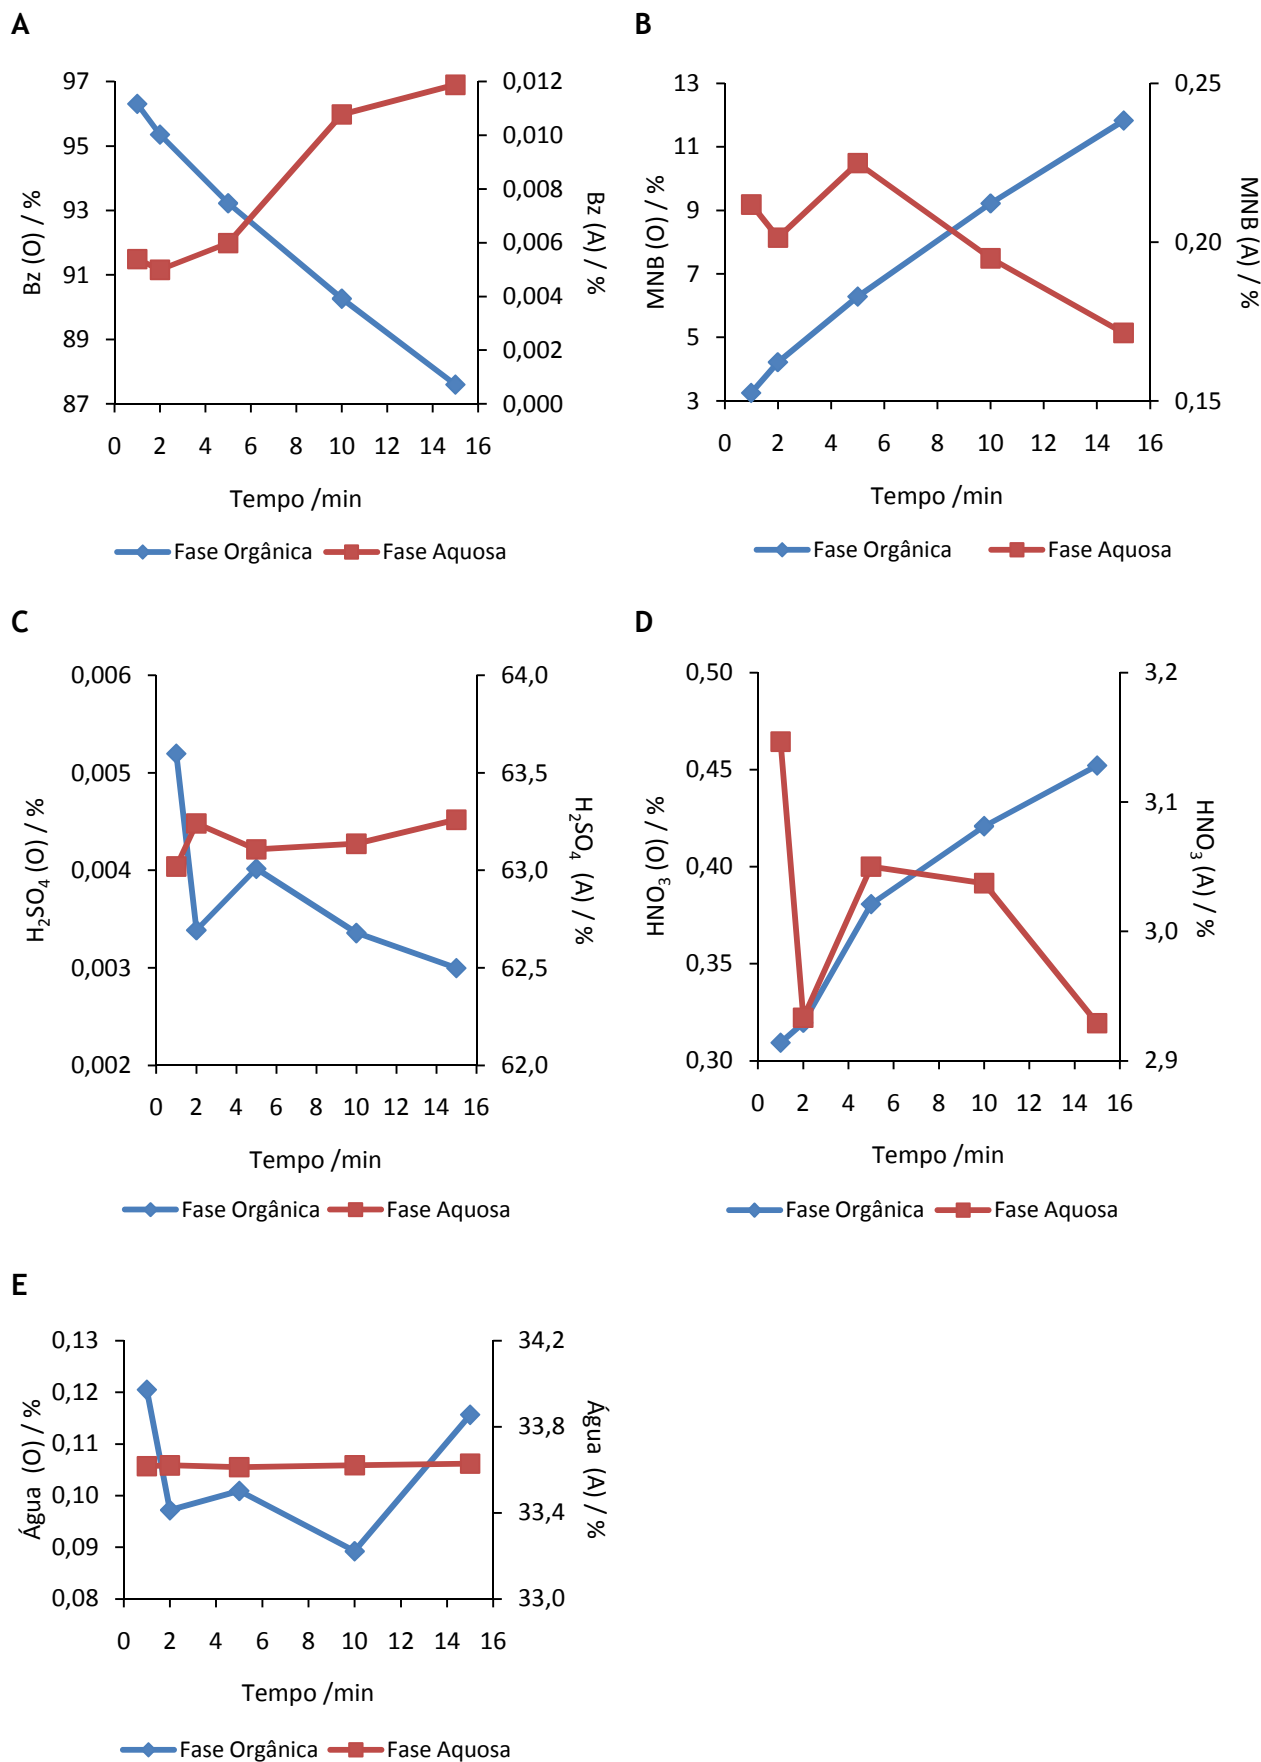 A
97
95
93
91
89
87
Bz (O) / %
0,012
0,010
0,008
0,006
0,004
0,002
0,000
Bz (A) / %
0 2 4 6 8 10 12 14 16
Tempo /min
Fase Orgânica Fase Aquosa
B
13
11
9
7
5
3
MNB (O) / %
0,25
0,20
0,15
MNB (A) / %
0 2 4 6 8 10 12 14 16
Tempo /min
Fase Orgânica Fase Aquosa
C
0,006
0,005
0,004
0,003
0,002
H₂SO₄ (O) / %
64,0
63,5
63,0
62,5
62,0
H₂SO₄ (A) / %
0 2 4 6 8 10 12 14 16
Tempo /min
Fase Orgânica Fase Aquosa
D
0,50
0,45
0,40
0,35
0,30
HNO₃ (O) / %
3,2
3,1
3,0
2,9
HNO₃ (A) / %
0 2 4 6 8 10 12 14 16
Tempo /min
Fase Orgânica Fase Aquosa
E
0,13
0,12
0,11
0,10
0,09
0,08
Água (O) / %
34,2
33,8
33,4
33,0
Água (A) / %
0 2 4 6 8 10 12 14 16
Tempo /min
Fase Orgânica Fase Aquosa